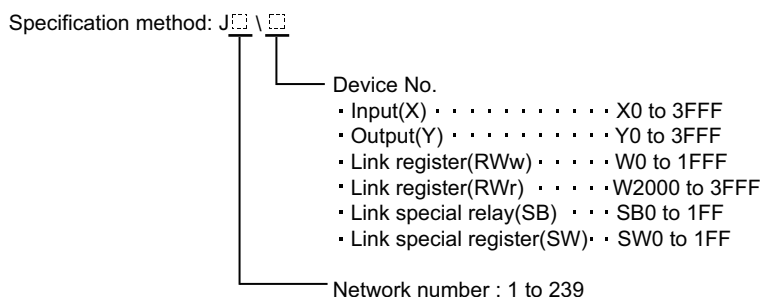 Specification method: J□ \ □
Device No.
・Input(X) ・・・・・・・・・・・ X0 to 3FFF
・Output(Y) ・・・・・・・・・・ Y0 to 3FFF
・Link register(RWw) ・・・・・ W0 to 1FFF
・Link register(RWr) ・・・・・ W2000 to 3FFF
・Link special relay(SB) ・・・ SB0 to 1FF
・Link special register(SW)・・ SW0 to 1FF
Network number : 1 to 239